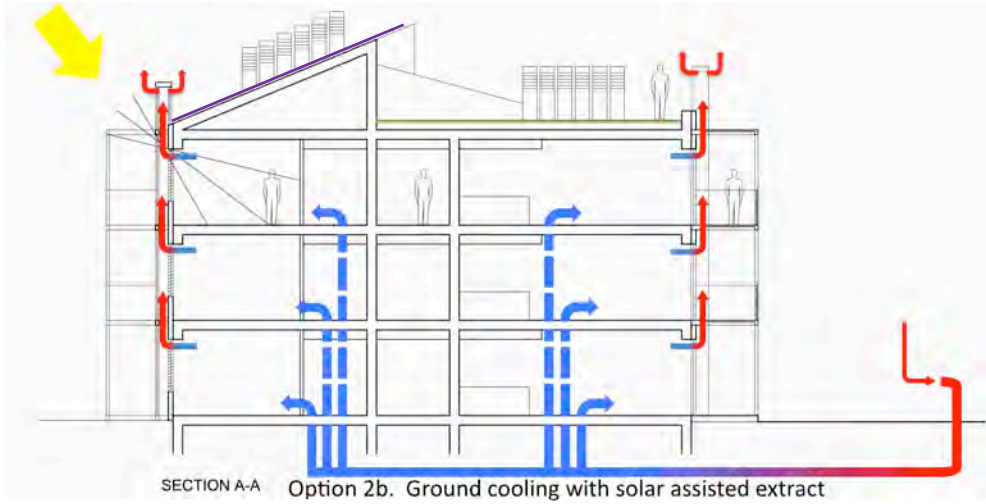 SECTION A-A
Option 2b. Ground cooling with solar assisted extract